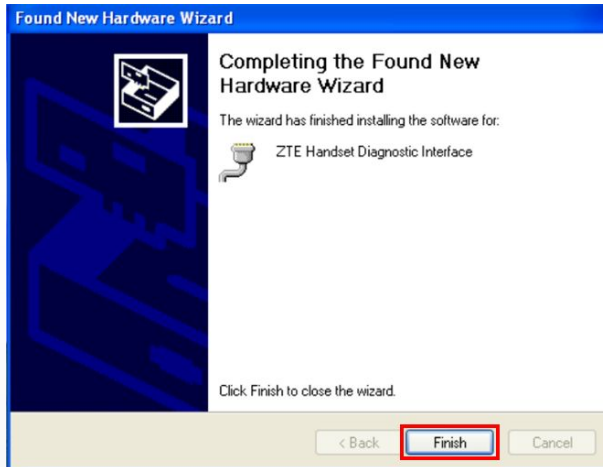 Found New Hardware Wizard
Completing the Found New
Hardware Wizard
The wizard has finished installing the software for:
ZTE Handset Diagnostic Interface
Click Finish to close the wizard.
< Back Finish Cancel